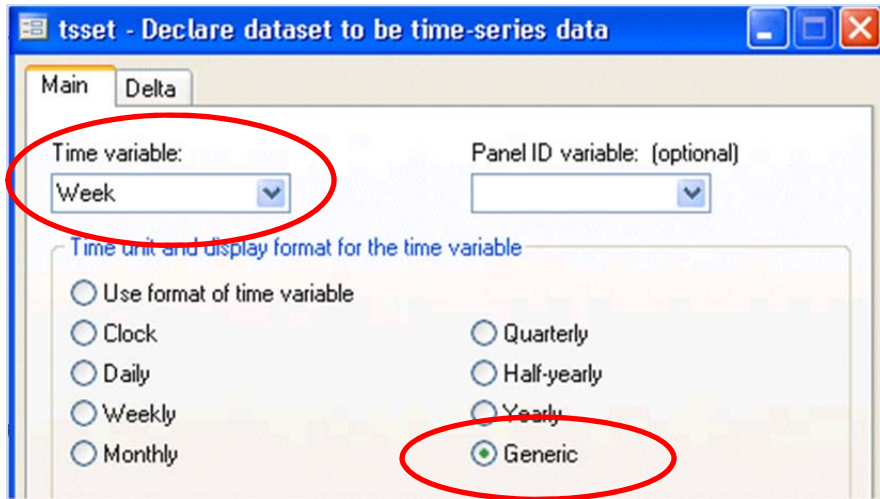 tsset - Declare dataset to be time-series data
Main Delta
Time variable: Panel ID variable: (optional)
Week
Time unit and display format for the time variable
Use format of time variable
Clock Quarterly
Daily Half-yearly
Weekly Yearly
Monthly Generic